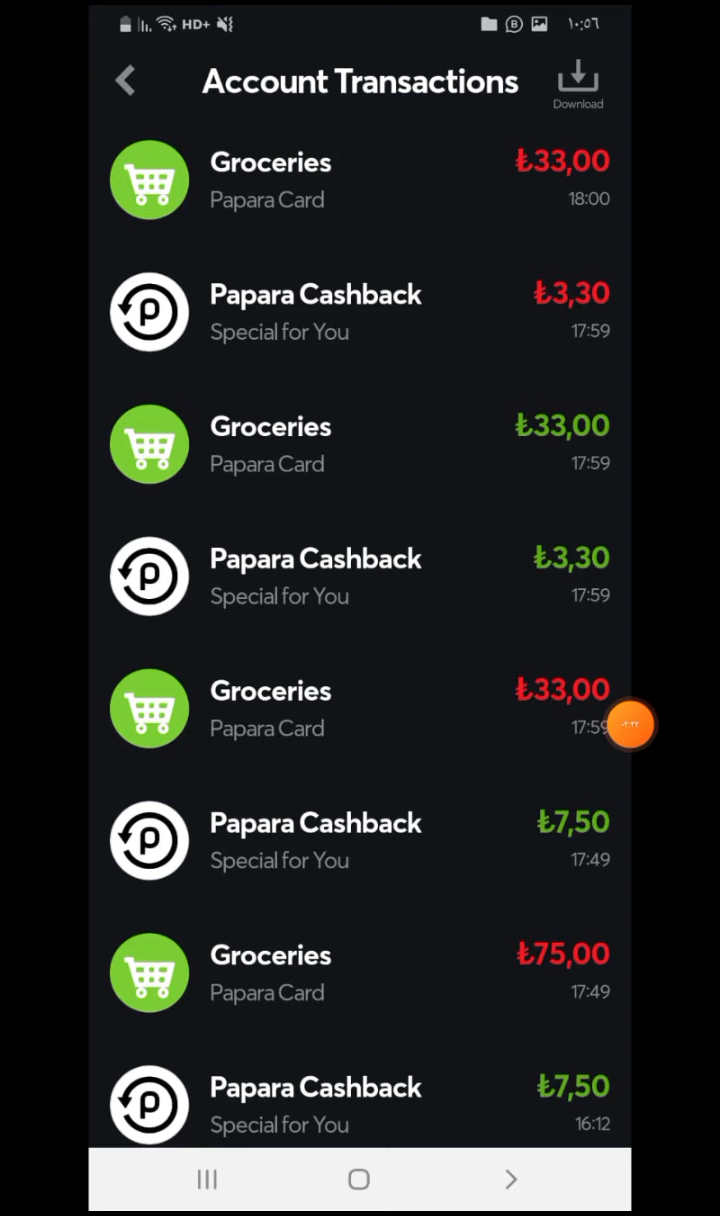 HD+ ١٠:٥٦
Account Transactions
Download
Groceries ₺33,00
Papara Card 18:00
Papara Cashback ₺3,30
Special for You 17:59
Groceries ₺33,00
Papara Card 17:59
Papara Cashback ₺3,30
Special for You 17:59
Groceries ₺33,00
Papara Card 17:59
Papara Cashback ₺7,50
Special for You 17:49
Groceries ₺75,00
Papara Card 17:49
Papara Cashback ₺7,50
Special for You 16:12